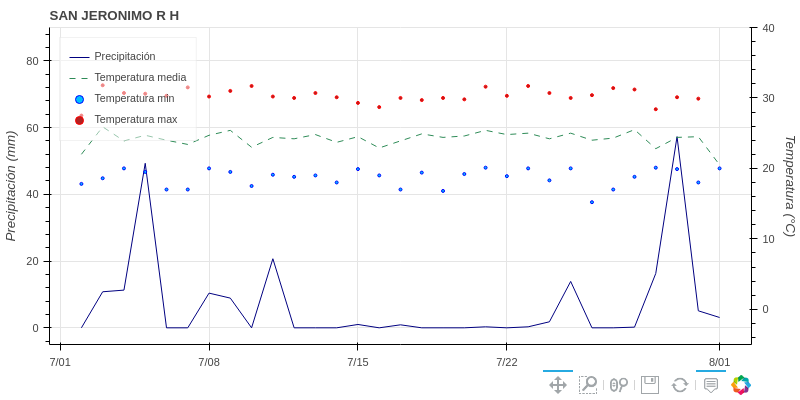 SAN JERONIMO R H
Precipitación
Temperatura media
Temperatura min
Temperatura max
Precipitación (mm)
80
60
40
20
0
Temperatura (°C)
40
30
20
10
0
7/01
7/08
7/15
7/22
8/01